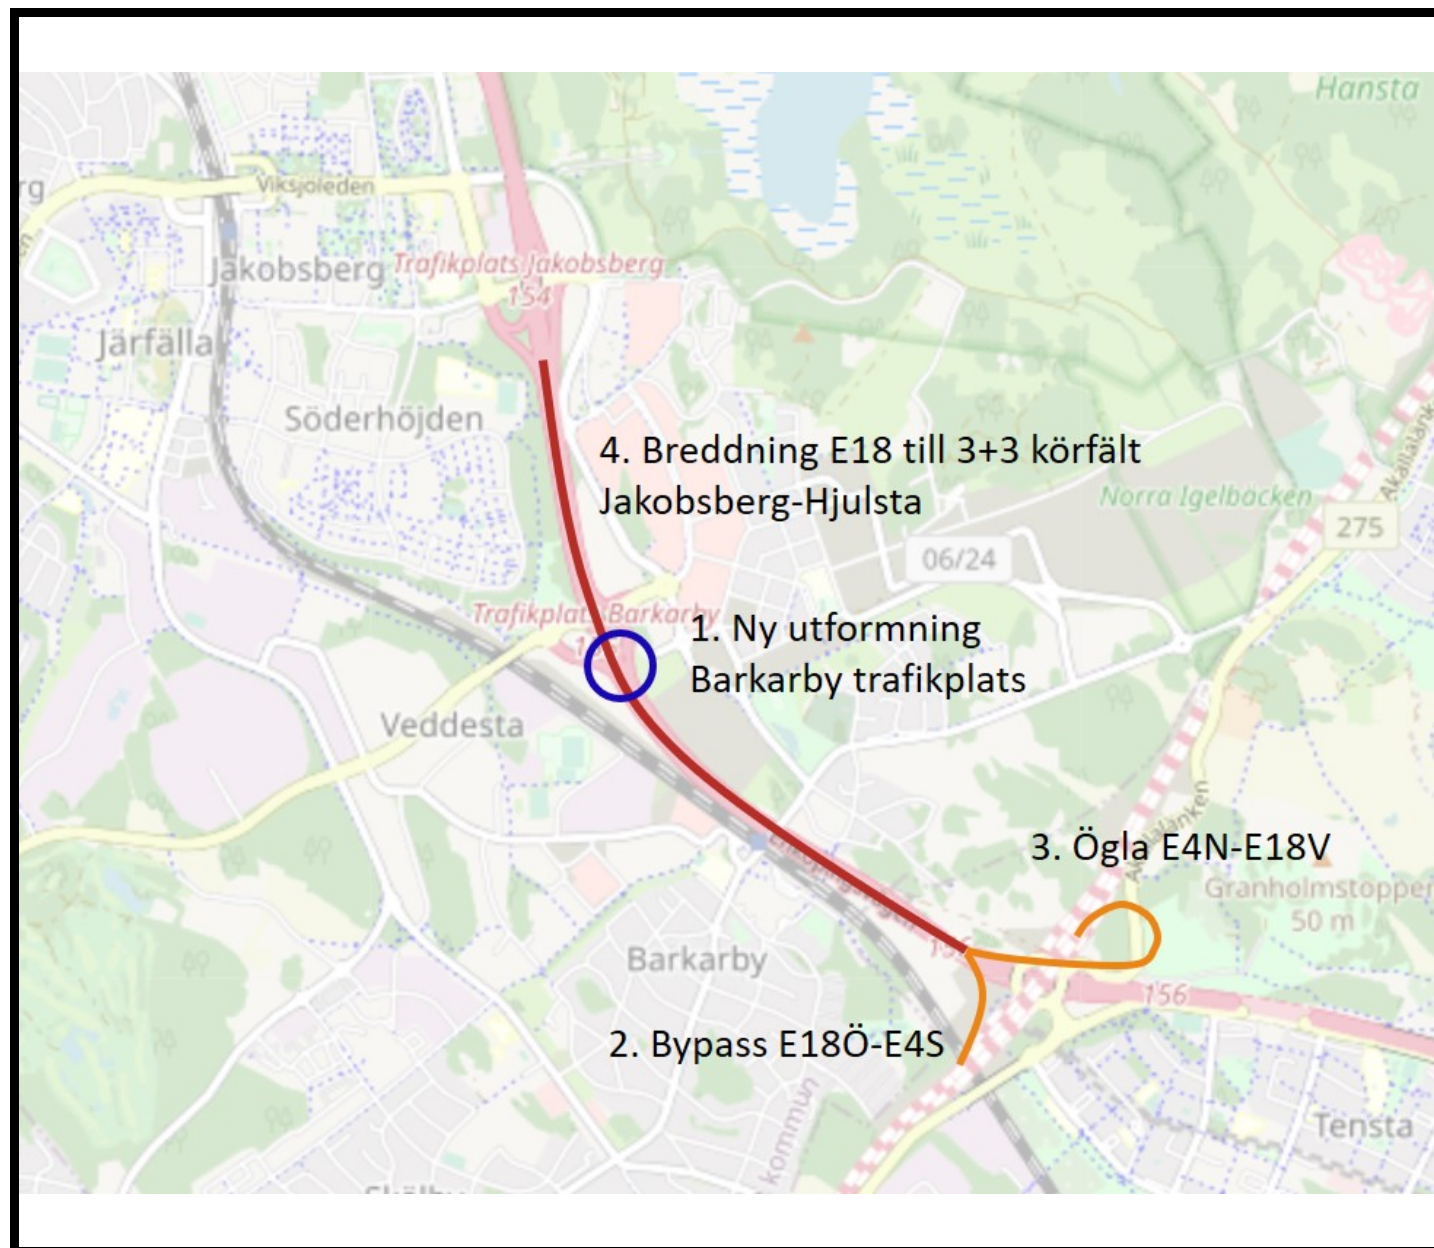 Hansta
rg
Viksjöleden
Jakobsberg
Trafikplats Jakobsberg
154
Järfälla
Söderhöjden
4. Breddning E18 till 3+3 körfält
Jakobsberg-Hjulsta
Norra Igelbäcken
275
06/24
Trafikplats Barkarby
1. Ny utformning
Barkarby trafikplats
Veddesta
3. Ögla E4N-E18V
Granholmstoppen
50 m
Barkarby
156
2. Bypass E18Ö-E4S
Tensta
kommun